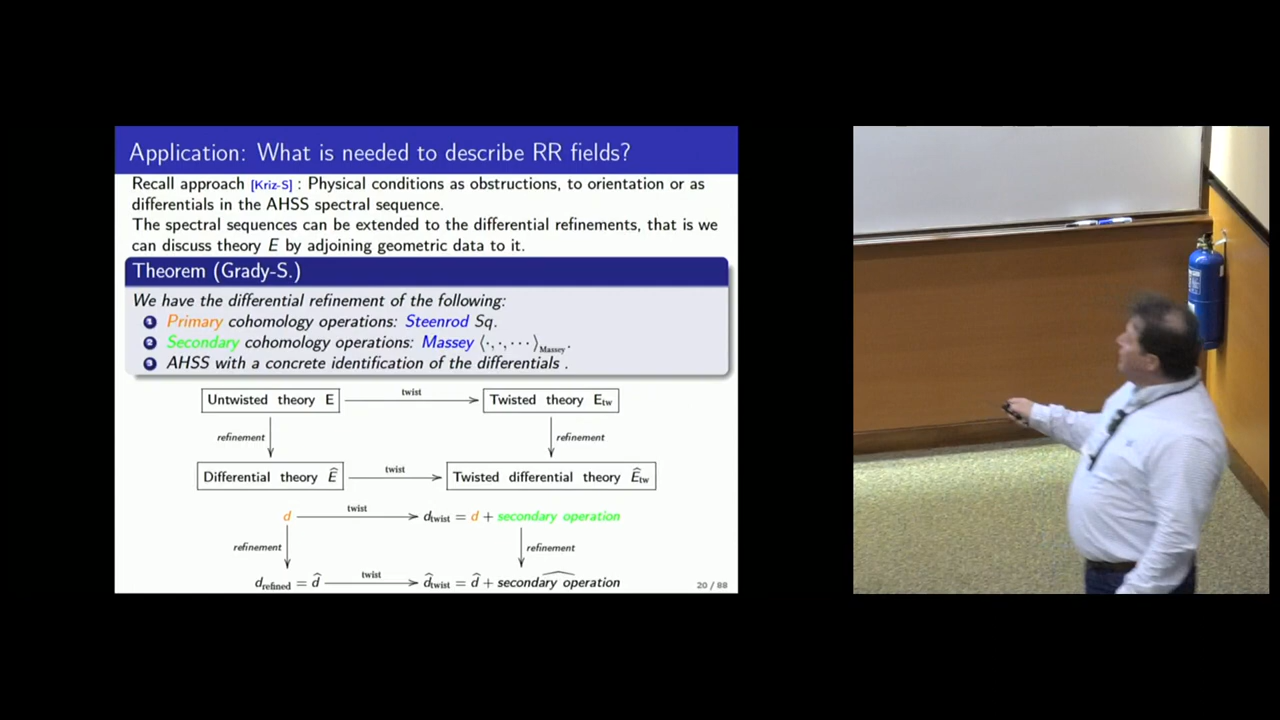 Application: What is needed to describe RR fields?
Recall approach [Kriz-S] : Physical conditions as obstructions, to orientation or as
differentials in the AHSS spectral sequence.
The spectral sequences can be extended to the differential refinements, that is we
can discuss theory E by adjoining geometric data to it.
Theorem (Grady-S.)
We have the differential refinement of the following:
1 Primary cohomology operations: Steenrod Sq.
2 Secondary cohomology operations: Massey ⟨·, ·, ···⟩Massey.
3 AHSS with a concrete identification of the differentials .
Untwisted theory E twist Twisted theory Etw
refinement refinement
Differential theory Ê twist Twisted differential theory Êtw
d twist dtwist = d + secondary operation
refinement refinement
drefined = d̂ twist d̂twist = d̂ + secondary operation
20 / 88